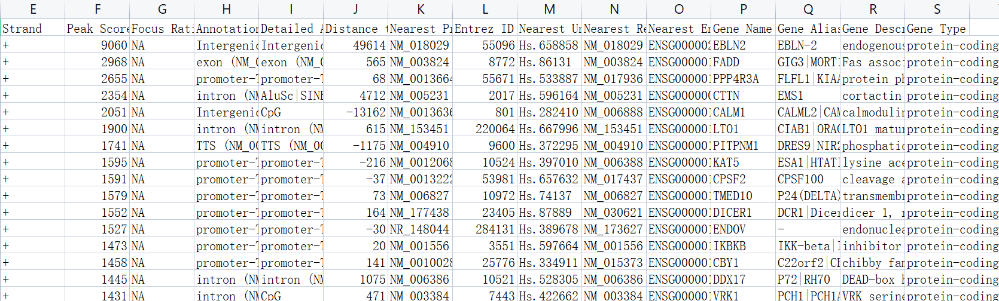 E F G H I J K L M N O P Q R S
Strand Peak Score Focus Rati Annotation Detailed A Distance t Nearest Pr Entrez ID Nearest Un Nearest Re Nearest En Gene Name Gene Alias Gene Descr Gene Type
+ 9060 NA Intergenic Intergenic 49614 NM_018029 55096 Hs.658858 NM_018029 ENSG000002 EBLN2 EBLN-2 endogenous protein-coding
+ 2968 NA exon (NM_0 exon (NM_0 565 NM_003824 8772 Hs.86131 NM_003824 ENSG000001 FADD GIG3|MORT1 Fas assoc protein-coding
+ 2655 NA promoter-T promoter-T 68 NM_001366 55671 Hs.533887 NM_017936 ENSG000001 PPP4R3A FLFL1|KIAA protein ph protein-coding
+ 2354 NA intron (NM AluSc|SINE 4712 NM_005231 2017 Hs.596164 NM_005231 ENSG000000 CTTN EMS1 cortactin protein-coding
+ 2051 NA Intergenic CpG -13162 NM_001363 801 Hs.282410 NM_006888 ENSG000001 CALM1 CALML2|CAM calmodulin protein-coding
+ 1900 NA intron (NM intron (NM 615 NM_153451 220064 Hs.667996 NM_153451 ENSG000001 LTO1 CIAB1|ORAO LTO1 matur protein-coding
+ 1741 NA TTS (NM_00 TTS (NM_00 -1175 NM_004910 9600 Hs.372295 NM_004910 ENSG000001 PITPNM1 DRES9|NIR2 phosphatid protein-coding
+ 1595 NA promoter-T promoter-T -216 NM_001206 10524 Hs.397010 NM_006388 ENSG000001 KAT5 ESA1|HTATI lysine ace protein-coding
+ 1591 NA promoter-T promoter-T -37 NM_001322 53981 Hs.657632 NM_017437 ENSG000001 CPSF2 CPSF100 cleavage a protein-coding
+ 1579 NA promoter-T promoter-T 73 NM_006827 10972 Hs.74137 NM_006827 ENSG000001 TMED10 P24(DELTA) transmembr protein-coding
+ 1552 NA promoter-T promoter-T 164 NM_177438 23405 Hs.87889 NM_030621 ENSG000001 DICER1 DCR1|Dicer dicer 1, protein-coding
+ 1527 NA promoter-T promoter-T -30 NR_148044 284131 Hs.389678 NM_173627 ENSG000001 ENDOV - endonuclea protein-coding
+ 1473 NA promoter-T promoter-T 20 NM_001556 3551 Hs.597664 NM_001556 ENSG000001 IKBKB IKK-beta| inhibitor protein-coding
+ 1458 NA promoter-T promoter-T 141 NM_001002 25776 Hs.334911 NM_015373 ENSG000001 CBY1 C22orf2|CB chibby fam protein-coding
+ 1445 NA intron (NM intron (NM 1075 NM_006386 10521 Hs.528305 NM_006386 ENSG000001 DDX17 P72|RH70 DEAD-box h protein-coding
+ 1431 NA intron (NM CpG 471 NM_003384 7443 Hs.422662 NM_003384 ENSG000001 VRK1 PCH1|PCH1A VRK serine protein-coding